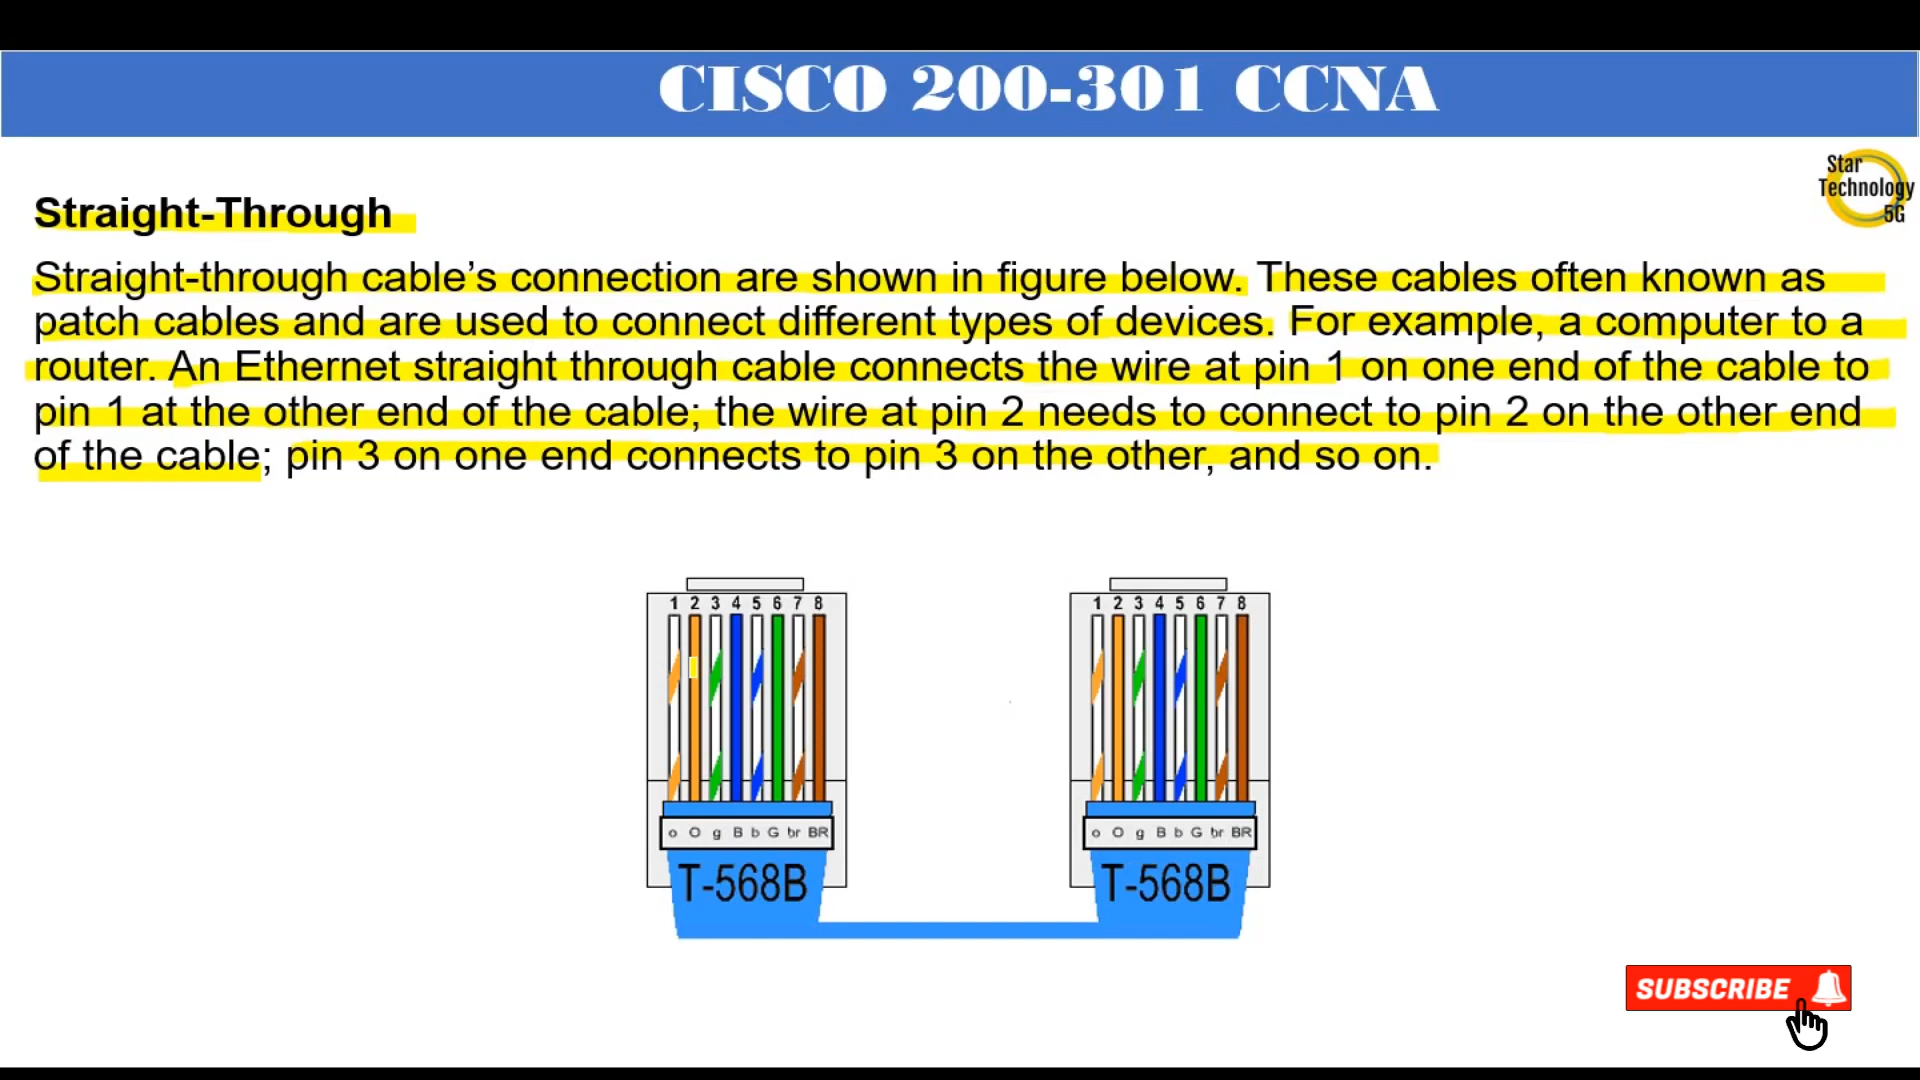 CISCO 200-301 CCNA
Star
Technology
5G
Straight-Through
Straight-through cable’s connection are shown in figure below. These cables often known as
patch cables and are used to connect different types of devices. For example, a computer to a
router. An Ethernet straight through cable connects the wire at pin 1 on one end of the cable to
pin 1 at the other end of the cable; the wire at pin 2 needs to connect to pin 2 on the other end
of the cable; pin 3 on one end connects to pin 3 on the other, and so on.
1 2 3 4 5 6 7 8
o O g B b G br BR
T-568B
1 2 3 4 5 6 7 8
o O g B b G br BR
T-568B
SUBSCRIBE